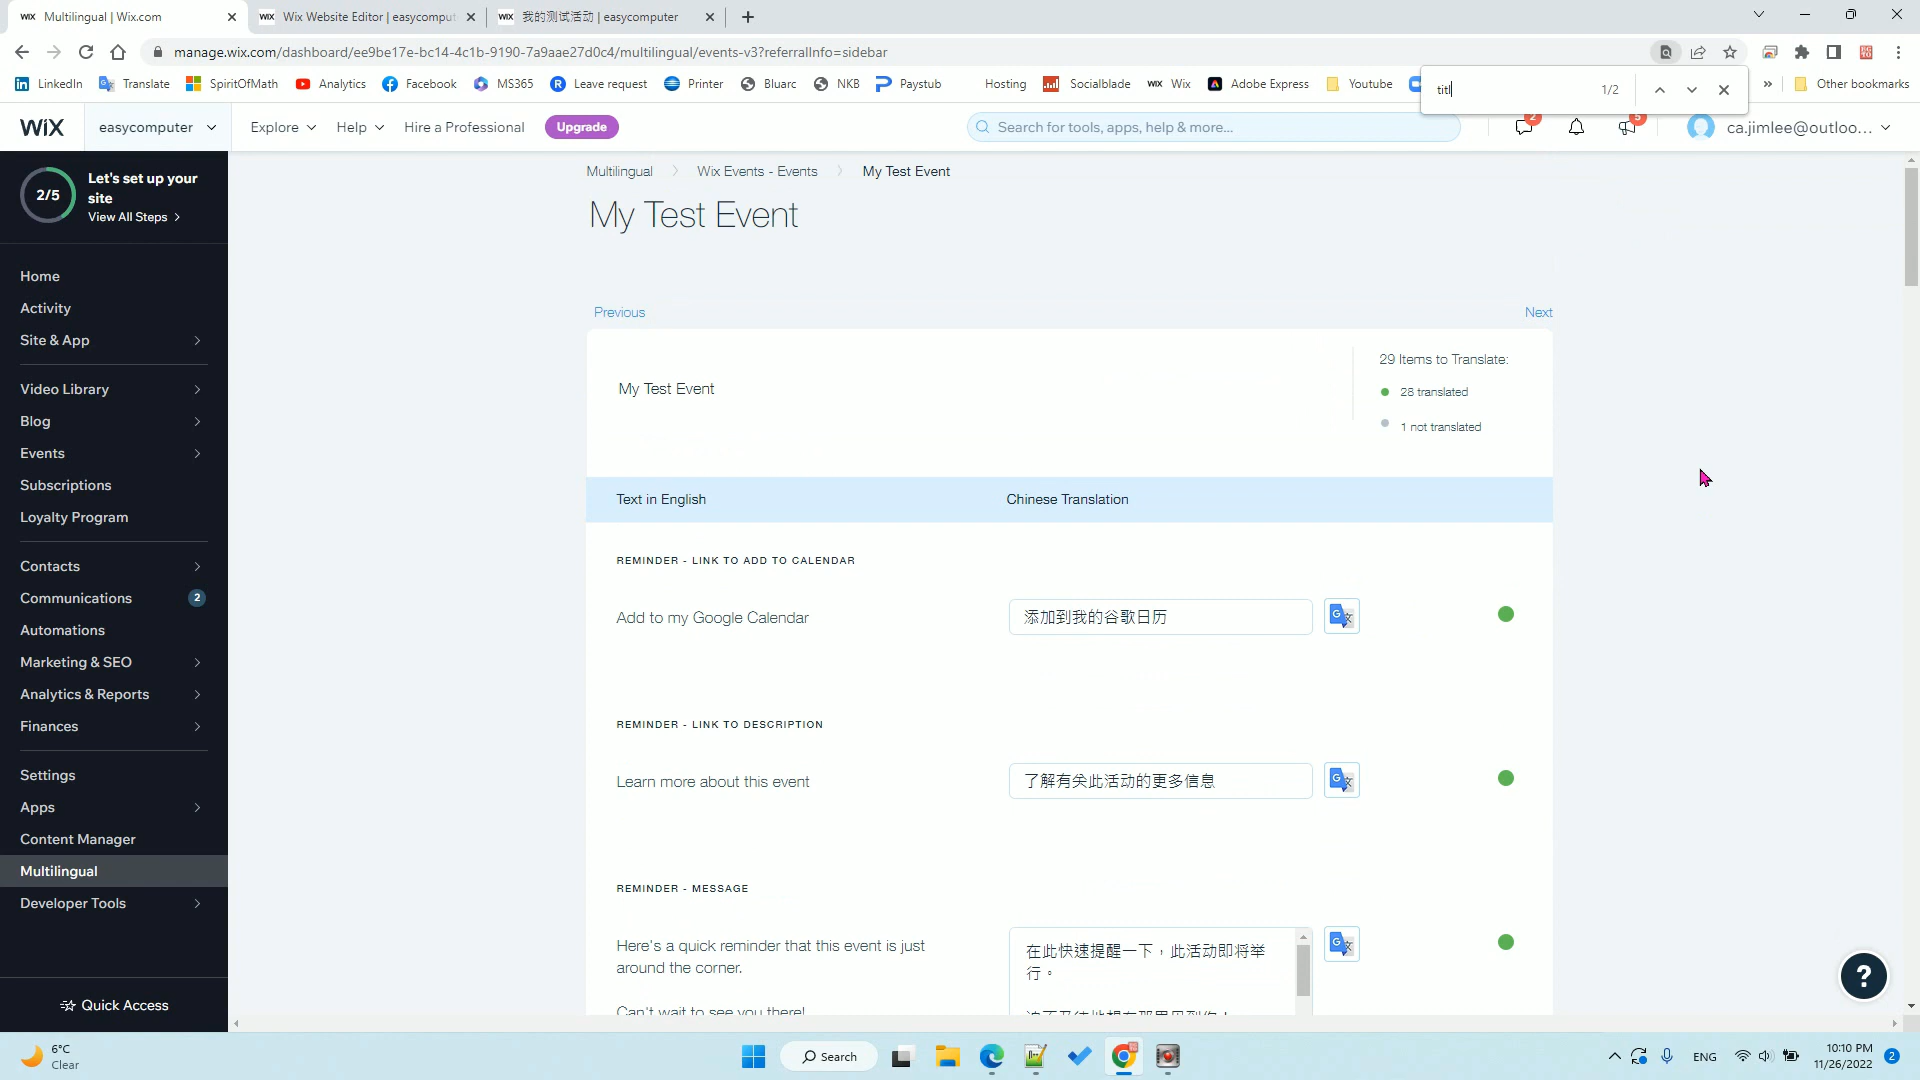 Multilingual | Wix.com
Wix Website Editor | easycomput
我的测试活动 | easycomputer
manage.wix.com/dashboard/ee9be17e-bc14-4c1b-9190-7a9aae27d0c4/multilingual/events-v3?referralInfo=sidebar
LinkedIn Translate SpiritOfMath Analytics Facebook MS365 Leave request Printer Bluarc NKB Paystub Hosting Socialblade Wix Adobe Express Youtube » Other bookmarks
titl 1/2
WiX easycomputer Explore Help Hire a Professional Upgrade Search for tools, apps, help & more... 2 5 ca.jimlee@outloo...
2/5
Let's set up your
site
View All Steps
Home
Activity
Site & App
Video Library
Blog
Events
Subscriptions
Loyalty Program
Contacts
Communications 2
Automations
Marketing & SEO
Analytics & Reports
Finances
Settings
Apps
Content Manager
Multilingual
Developer Tools
Quick Access
Multilingual Wix Events - Events My Test Event
My Test Event
Previous Next
My Test Event
29 Items to Translate:
28 translated
1 not translated
Text in English Chinese Translation
REMINDER - LINK TO ADD TO CALENDAR
Add to my Google Calendar 添加到我的谷歌日历
REMINDER - LINK TO DESCRIPTION
Learn more about this event 了解有关此活动的更多信息
REMINDER - MESSAGE
Here's a quick reminder that this event is just
around the corner.
在此快速提醒一下，此活动即将举
行。
Can't wait to see you there!
?
6°C
Clear
Search
ENG
10:10 PM
11/26/2022
2